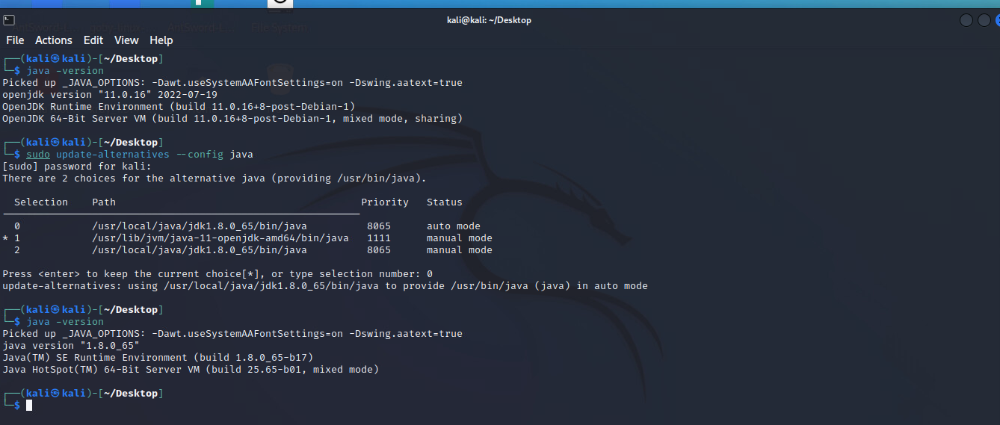 kali@kali: ~/Desktop
File Actions Edit View Help
┌──(kali㉿kali)-[~/Desktop]
└─$ java -version
Picked up _JAVA_OPTIONS: -Dawt.useSystemAAFontSettings=on -Dswing.aatext=true
openjdk version "11.0.16" 2022-07-19
OpenJDK Runtime Environment (build 11.0.16+8-post-Debian-1)
OpenJDK 64-Bit Server VM (build 11.0.16+8-post-Debian-1, mixed mode, sharing)
┌──(kali㉿kali)-[~/Desktop]
└─$ sudo update-alternatives --config java
[sudo] password for kali:
There are 2 choices for the alternative java (providing /usr/bin/java).
Selection Path Priority Status
0 /usr/local/java/jdk1.8.0_65/bin/java 8065 auto mode
* 1 /usr/lib/jvm/java-11-openjdk-amd64/bin/java 1111 manual mode
2 /usr/local/java/jdk1.8.0_65/bin/java 8065 manual mode
Press <enter> to keep the current choice[*], or type selection number: 0
update-alternatives: using /usr/local/java/jdk1.8.0_65/bin/java to provide /usr/bin/java (java) in auto mode
┌──(kali㉿kali)-[~/Desktop]
└─$ java -version
Picked up _JAVA_OPTIONS: -Dawt.useSystemAAFontSettings=on -Dswing.aatext=true
java version "1.8.0_65"
Java(TM) SE Runtime Environment (build 1.8.0_65-b17)
Java HotSpot(TM) 64-Bit Server VM (build 25.65-b01, mixed mode)
┌──(kali㉿kali)-[~/Desktop]
└─$